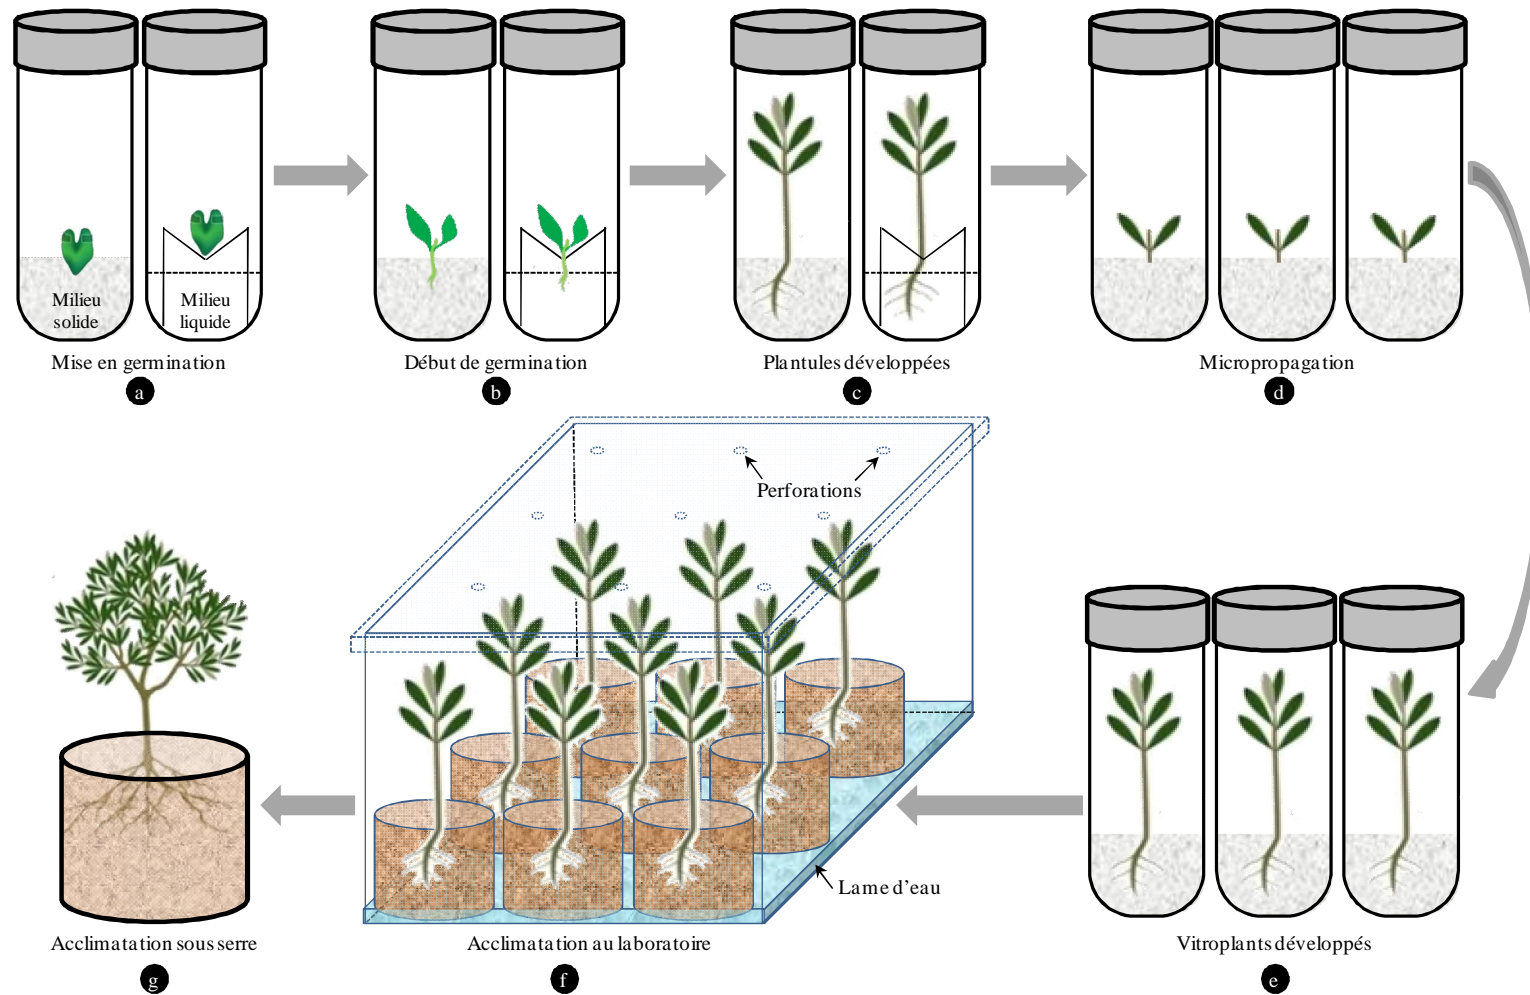 Milieu
solide
Milieu
liquide
Mise en germination
a
Début de germination
b
Plantules développées
c
Micropropagation
d
Perforations
Lame d'eau
Acclimatation sous serre
g
Acclimatation au laboratoire
f
Vitroplants développés
e